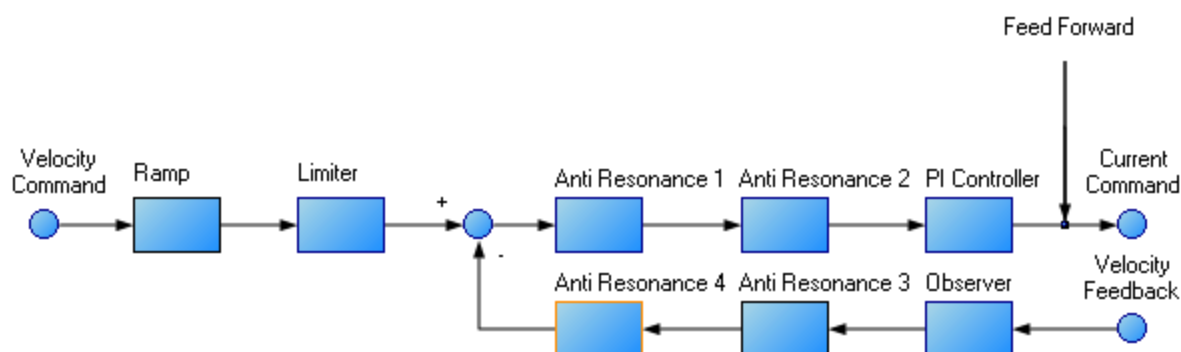 Feed Forward
Velocity
Command
Ramp
Limiter
Anti Resonance 1
Anti Resonance 2
PI Controller
Current
Command
+
-
Anti Resonance 4
Anti Resonance 3
Observer
Velocity
Feedback